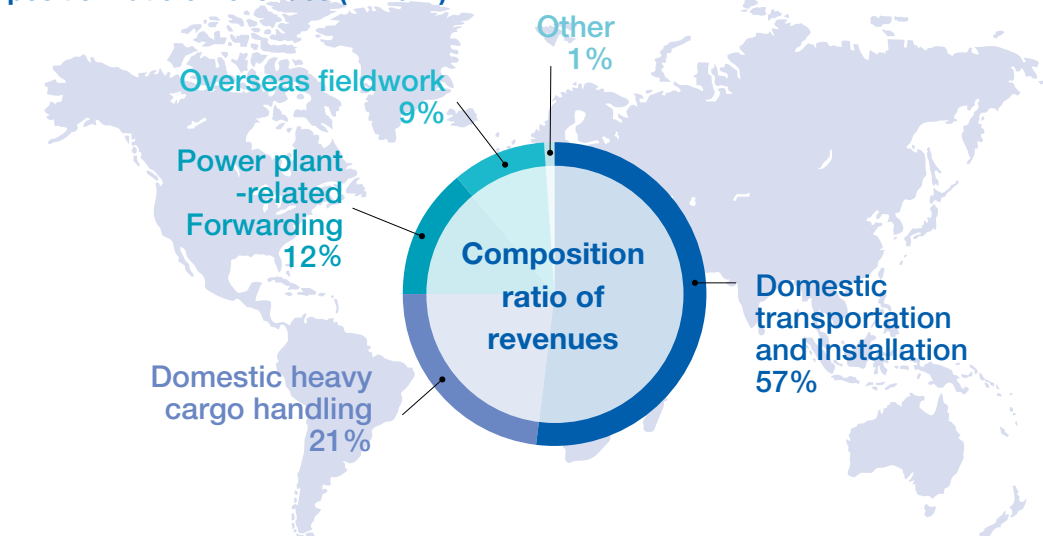 Other
1%
Overseas fieldwork
9%
Power plant
-related
Forwarding
12%
Composition
ratio of
revenues
Domestic
transportation
and Installation
57%
Domestic heavy
cargo handling
21%